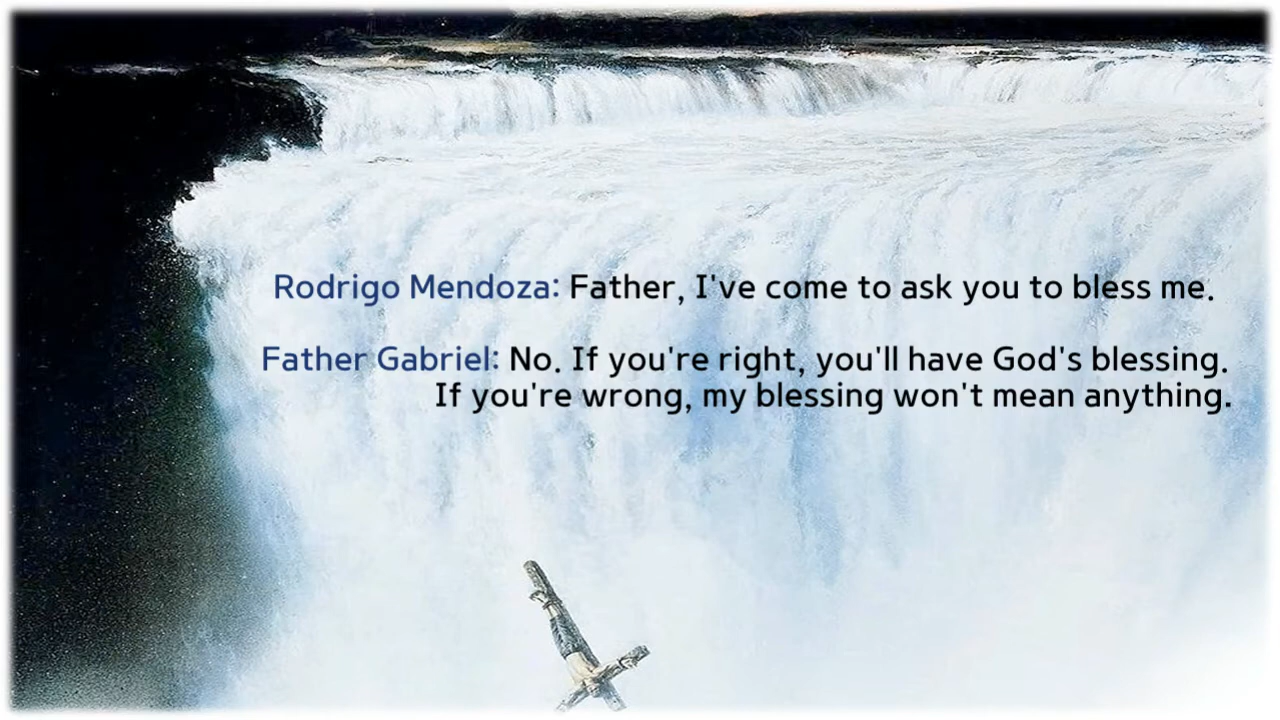 Rodrigo Mendoza: Father, I've come to ask you to bless me.
Father Gabriel: No. If you're right, you'll have God's blessing.
If you're wrong, my blessing won't mean anything.